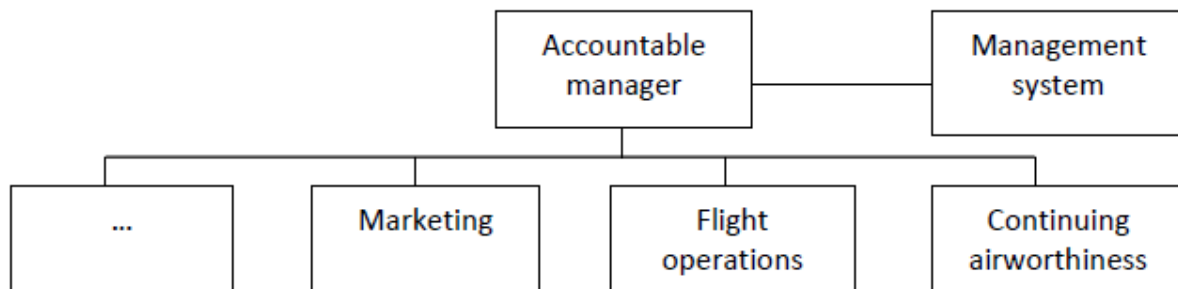 Accountable
manager
Management
system
...
Marketing
Flight
operations
Continuing
airworthiness